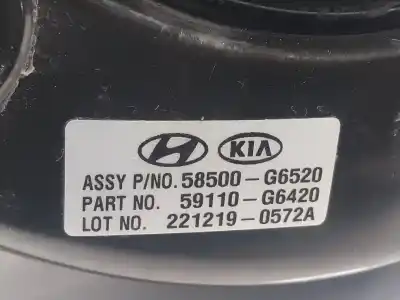 KIA
ASSY P/NO. 58500-G6520
PART NO. 59110-G6420
LOT NO. 221219-0572A